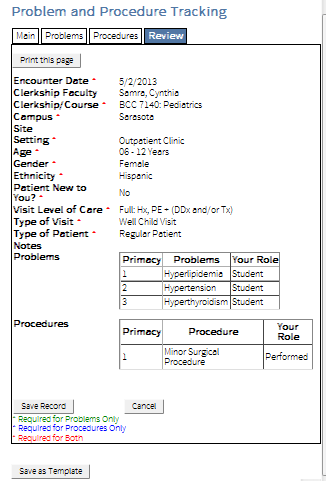 Problem and Procedure Tracking
Main Problems Procedures Review
Print this page
Encounter Date * 5/2/2013
Clerkship Faculty Samra, Cynthia
Clerkship/Course * BCC 7140: Pediatrics
Campus * Sarasota
Site
Setting * Outpatient Clinic
Age * 06 - 12 Years
Gender * Female
Ethnicity * Hispanic
Patient New to
You? * No
Visit Level of Care * Full: Hx, PE + (DDx and/or Tx)
Type of Visit * Well Child Visit
Type of Patient * Regular Patient
Notes
Problems
Primacy Problems Your Role
1 Hyperlipidemia Student
2 Hypertension Student
3 Hyperthyroidism Student
Procedures
Primacy Procedure Your Role
1 Minor Surgical Procedure Performed
Save Record Cancel
* Required for Problems Only
* Required for Procedures Only
* Required for Both
Save as Template